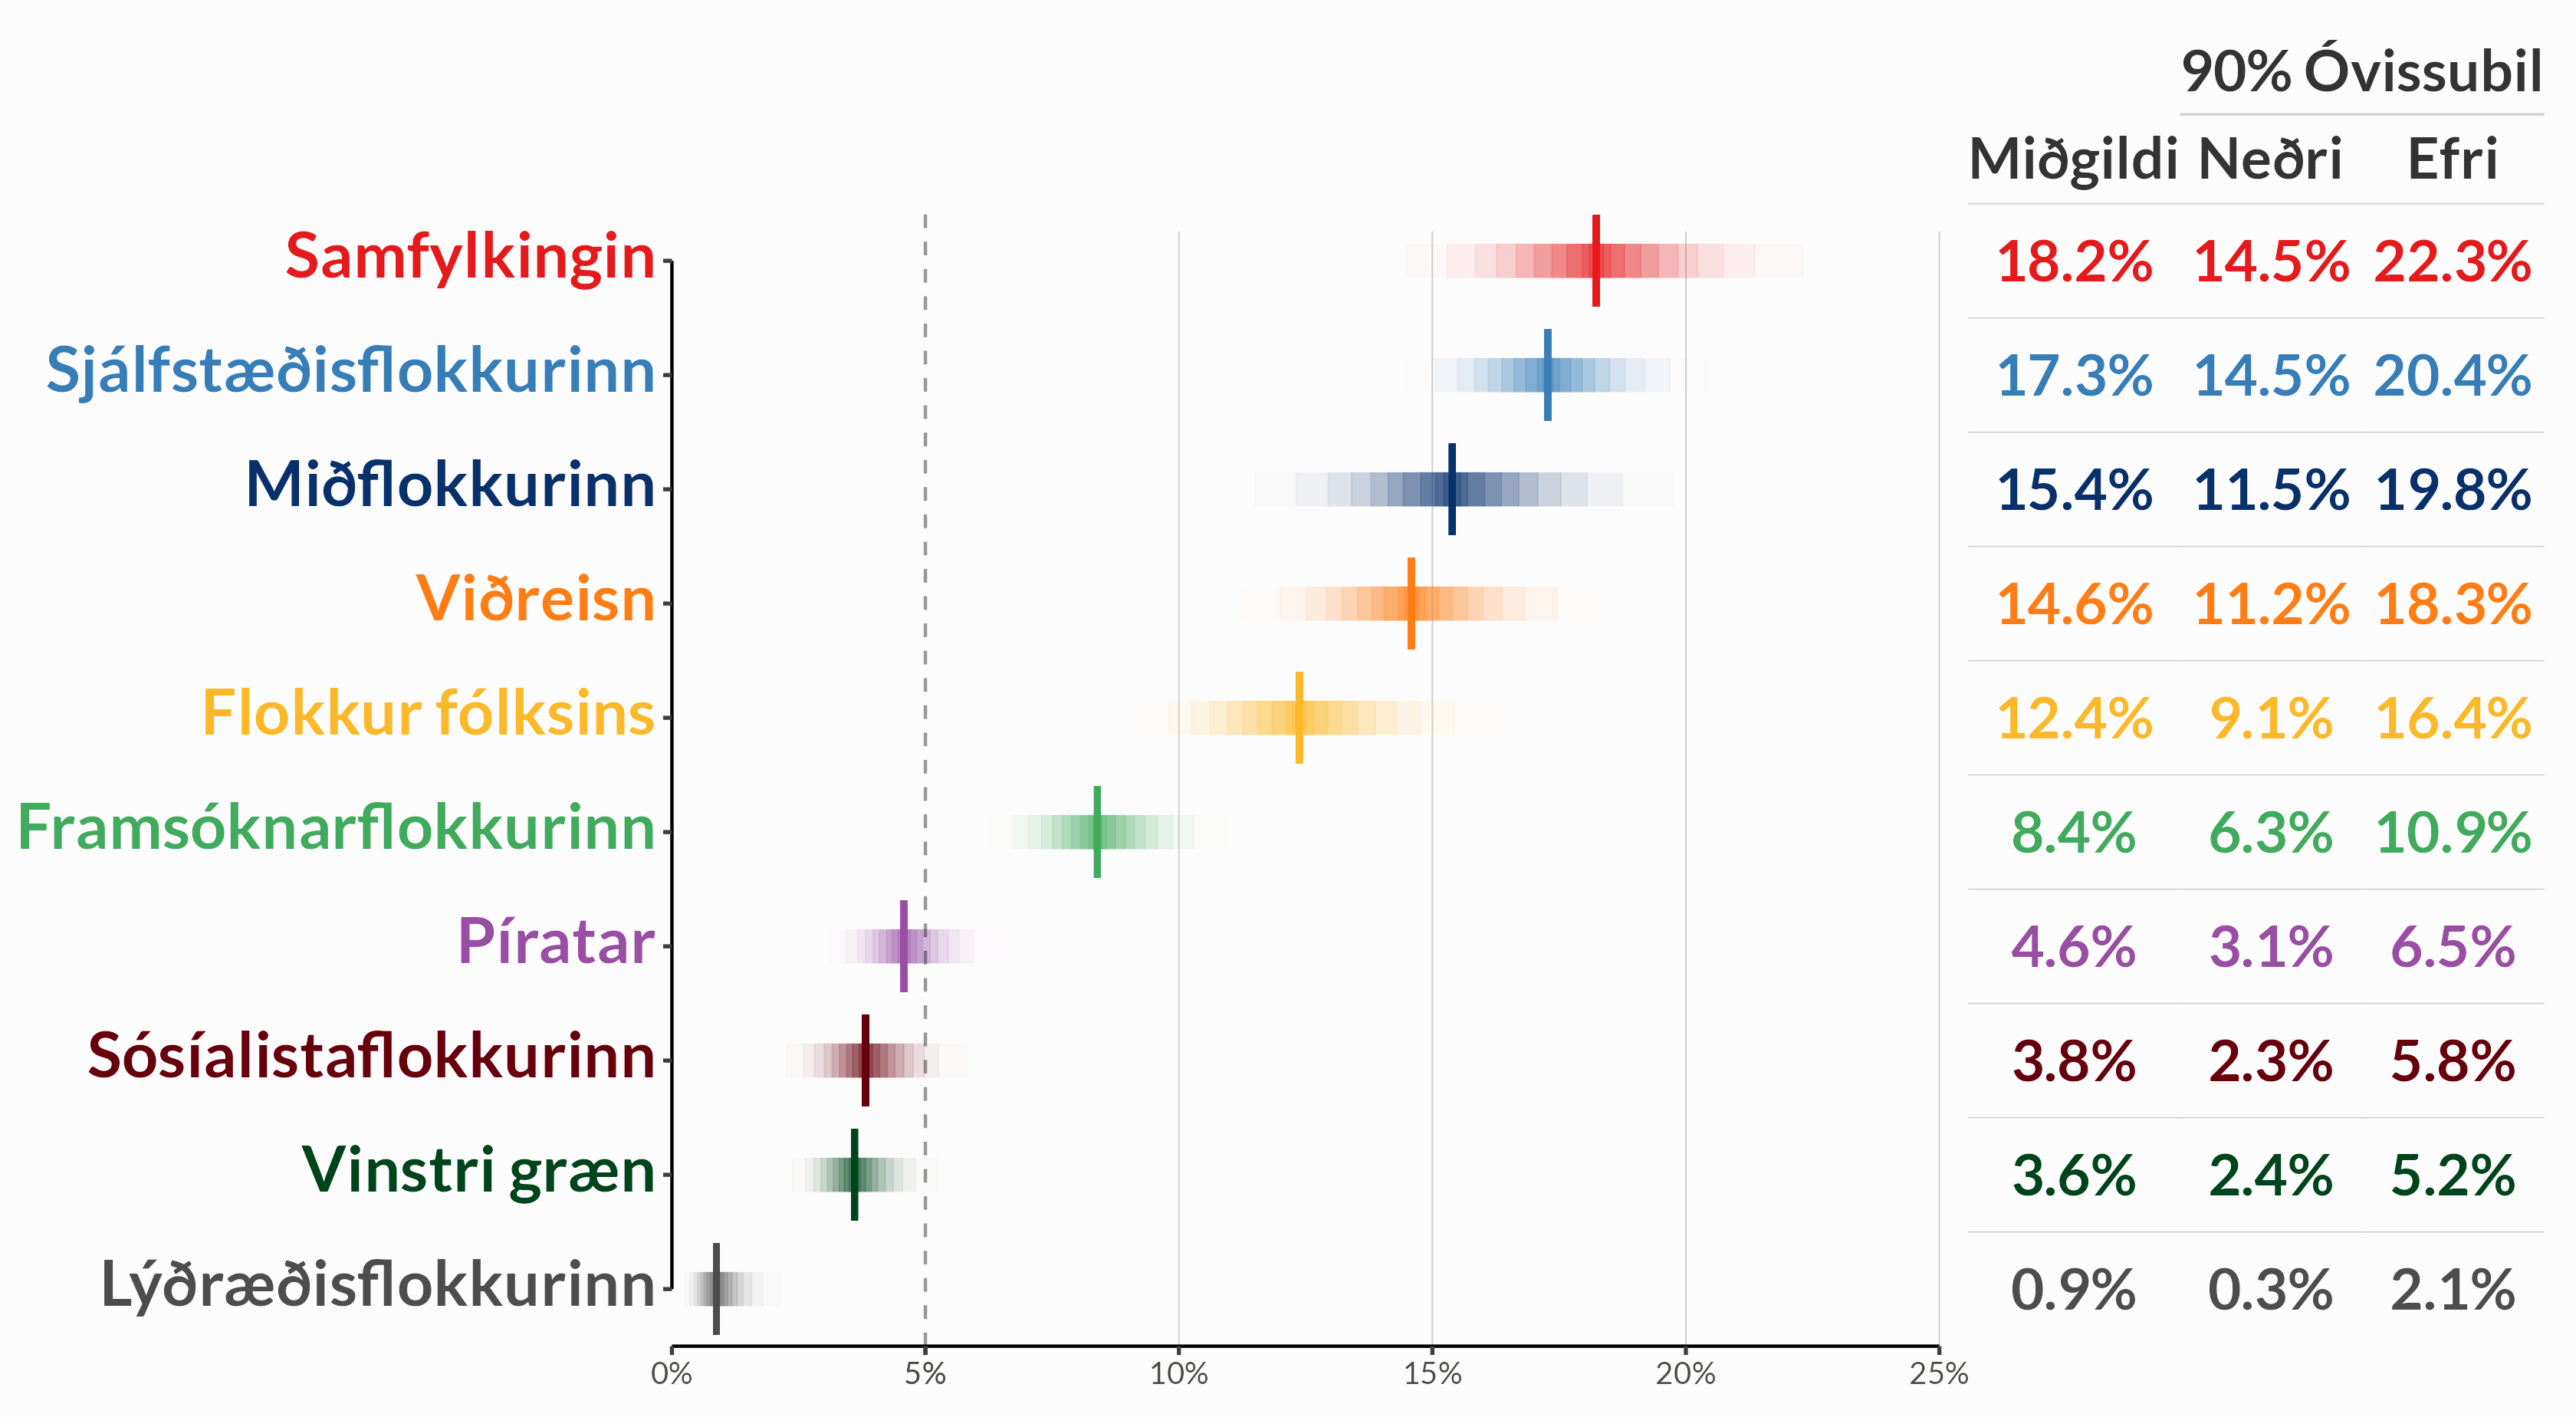 90% Óvissubil
Miðgildi Neðri Efri
Samfylkingin 18.2% 14.5% 22.3%
Sjálfstæðisflokkurinn 17.3% 14.5% 20.4%
Miðflokkurinn 15.4% 11.5% 19.8%
Viðreisn 14.6% 11.2% 18.3%
Flokkur fólksins 12.4% 9.1% 16.4%
Framsóknarflokkurinn 8.4% 6.3% 10.9%
Píratar 4.6% 3.1% 6.5%
Sósíalistaflokkurinn 3.8% 2.3% 5.8%
Vinstri græn 3.6% 2.4% 5.2%
Lýðræðisflokkurinn 0.9% 0.3% 2.1%
0% 5% 10% 15% 20% 25%